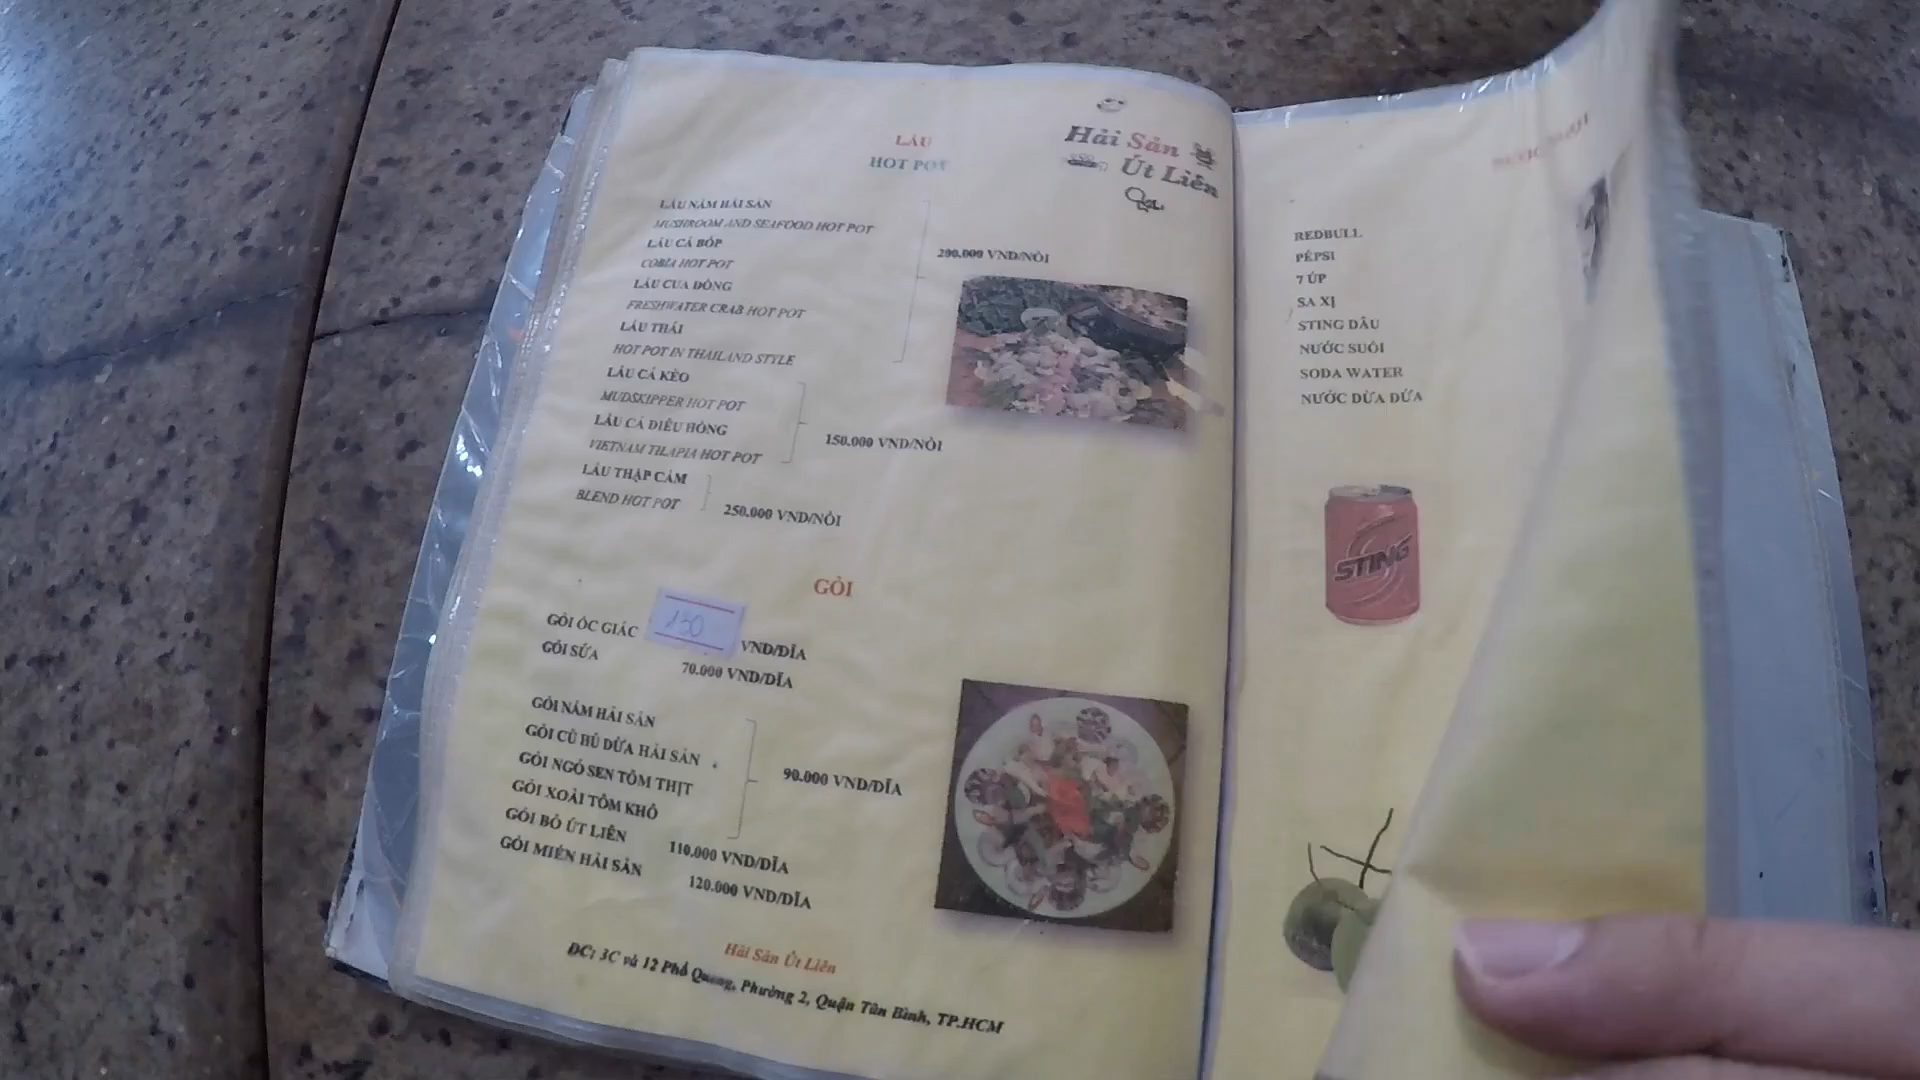 LẨU
HOT POT
Hải Sản
Út Liên
LẨU NẤM HẢI SẢN
MUSHROOM AND SEAFOOD HOT POT
LẨU CÁ BỐP
COBIA HOT POT
LẨU CUA ĐỒNG
FRESHWATER CRAB HOT POT
LẨU THÁI
HOT POT IN THAILAND STYLE
200.000 VND/NỒI
LẨU CÁ KÈO
MUDSKIPPER HOT POT
LẨU CÁ DIÊU HỒNG
VIETNAM TILAPIA HOT POT
150.000 VND/NỒI
LẨU THẬP CẨM
BLEND HOT POT
250.000 VND/NỒI
GỎI
GỎI ỐC GIÁC 130 VND/DĨA
GỎI SỨA 70.000 VND/DĨA
GỎI NẤM HẢI SẢN
GỎI CỦ HỦ DỪA HẢI SẢN
GỎI NGÓ SEN TÔM THỊT
GỎI XOÀI TÔM KHÔ
90.000 VND/DĨA
GỎI BÒ ÚT LIÊN 110.000 VND/DĨA
GỎI MIẾN HẢI SẢN 120.000 VND/DĨA
Hải Sản Út Liên
ĐC: 3C và 12 Phổ Quang, Phường 2, Quận Tân Bình, TP.HCM
REDBULL
PÉPSI
7 ÚP
SA XỊ
STING DÂU
NƯỚC SUỐI
SODA WATER
NƯỚC DỪA DỨA
STING